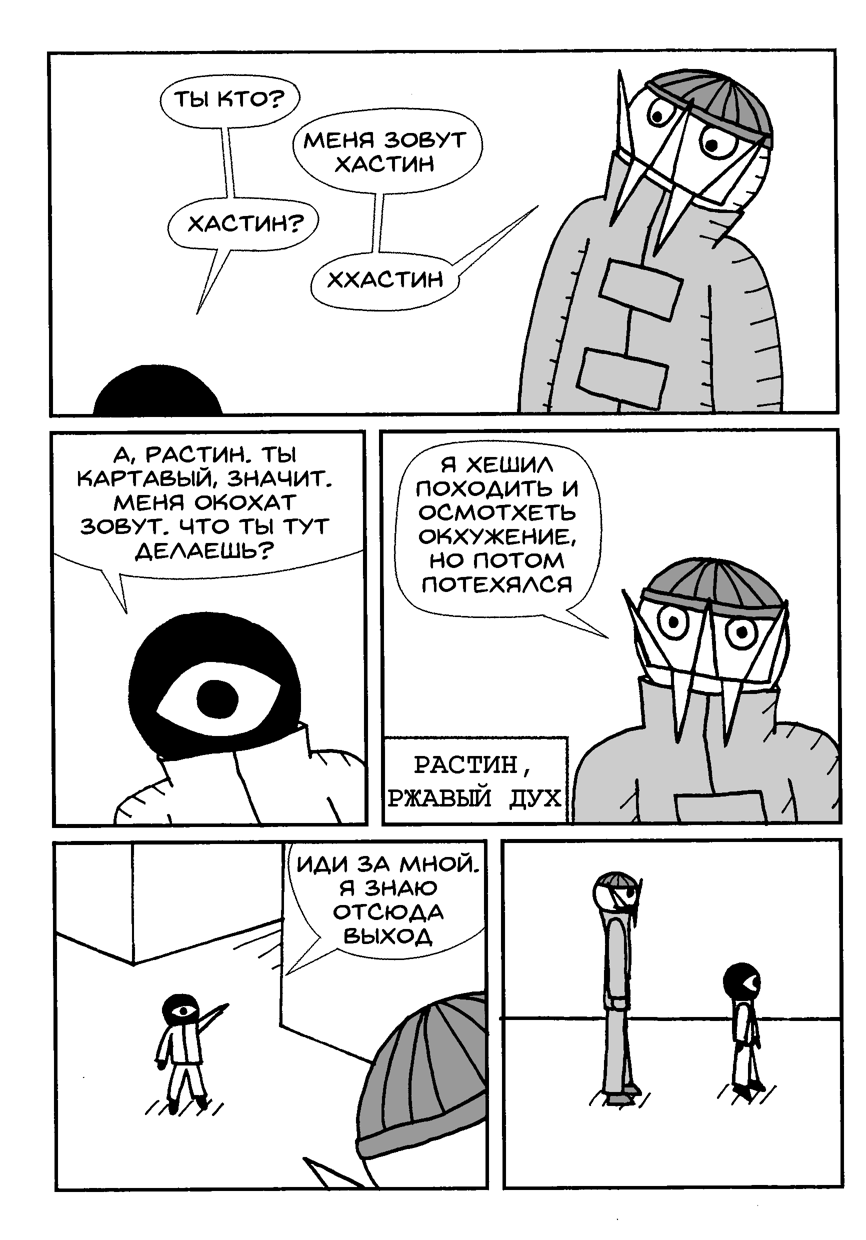 ТЫ КТО?
МЕНЯ ЗОВУТ
ХАСТИН
ХАСТИН?
ХХАСТИН
А, РАСТИН. ТЫ
КАРТАВЫЙ, ЗНАЧИТ.
МЕНЯ ОКОХАТ
ЗОВУТ. ЧТО ТЫ ТУТ
ДЕЛАЕШЬ?
Я ХЕШИЛ
ПОХОДИТЬ И
ОСМОТХЕТЬ
ОКХУЖЕНИЕ,
НО ПОТОМ
ПОТЕХЯЛСЯ
РАСТИН,
РЖАВЫЙ ДУХ
ИДИ ЗА МНОЙ.
Я ЗНАЮ
ОТСЮДА
ВЫХОД